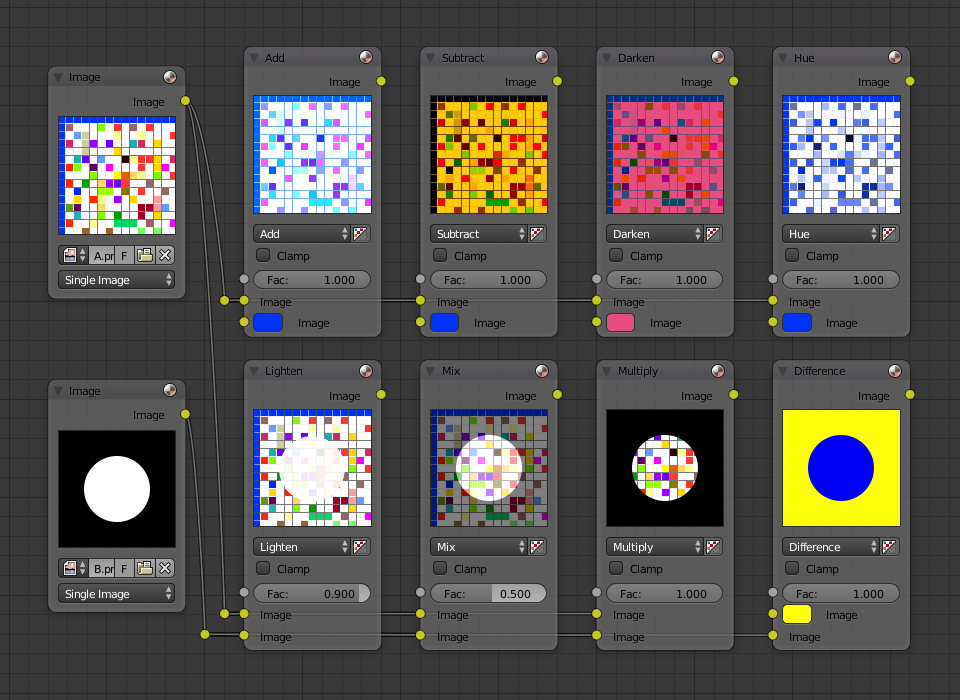 Image
Image
A.pr F
Single Image
Add
Image
Add
Clamp
Fac: 1.000
Image
Image
Subtract
Image
Subtract
Clamp
Fac: 1.000
Image
Image
Darken
Image
Darken
Clamp
Fac: 1.000
Image
Image
Hue
Image
Hue
Clamp
Fac: 1.000
Image
Image
Image
Image
B.pr F
Single Image
Lighten
Image
Lighten
Clamp
Fac: 0.900
Image
Image
Mix
Image
Mix
Clamp
Fac: 0.500
Image
Image
Multiply
Image
Multiply
Clamp
Fac: 1.000
Image
Image
Difference
Image
Difference
Clamp
Fac: 1.000
Image
Image